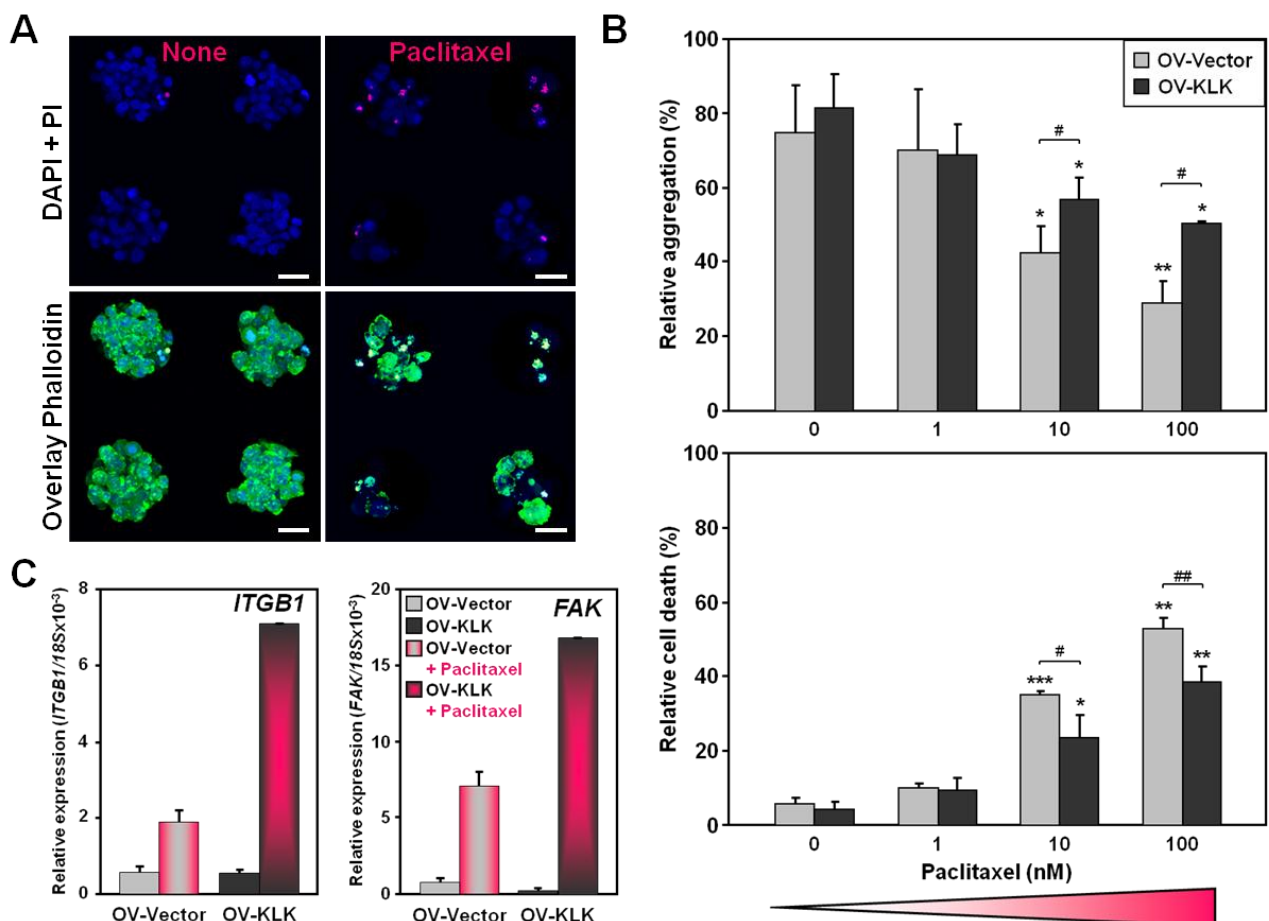 A
None
Paclitaxel
DAPI + PI
Overlay Phalloidin
B
100
80
60
40
20
0
Relative aggregation (%)
OV-Vector
OV-KLK
*
#
*
**
#
*
0
1
10
100
100
80
60
40
20
0
Relative cell death (%)
***
#
*
**
##
**
0
1
10
100
Paclitaxel (nM)
C
8
6
4
2
0
Relative expression (ITGB1/18Sx10⁻³)
ITGB1
OV-Vector OV-KLK
20
15
10
5
0
Relative expression (FAK/18Sx10⁻³)
FAK
OV-Vector
OV-KLK
OV-Vector
+ Paclitaxel
OV-KLK
+ Paclitaxel
OV-Vector OV-KLK